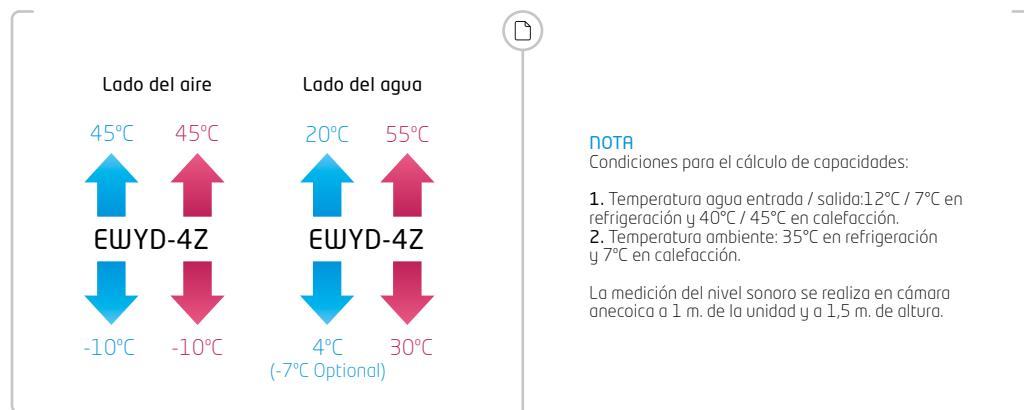 Lado del aire
Lado del agua
45°C
45°C
20°C
55°C
EWYD-4Z
EWYD-4Z
-10°C
-10°C
4°C
30°C
(-7°C Optional)
NOTA
Condiciones para el cálculo de capacidades:
1. Temperatura agua entrada / salida:12°C / 7°C en
refrigeración y 40°C / 45°C en calefacción.
2. Temperatura ambiente: 35°C en refrigeración
y 7°C en calefacción.
La medición del nivel sonoro se realiza en cámara
anecoica a 1 m. de la unidad y a 1,5 m. de altura.